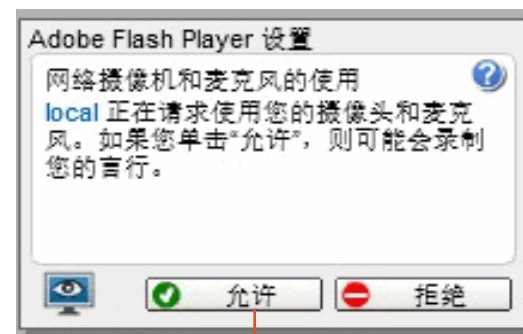 Adobe Flash Player 设置
网络摄像机和麦克风的使用
local 正在请求使用您的摄像头和麦克
风。如果您单击“允许”，则可能会录制
您的言行。
允许 拒绝